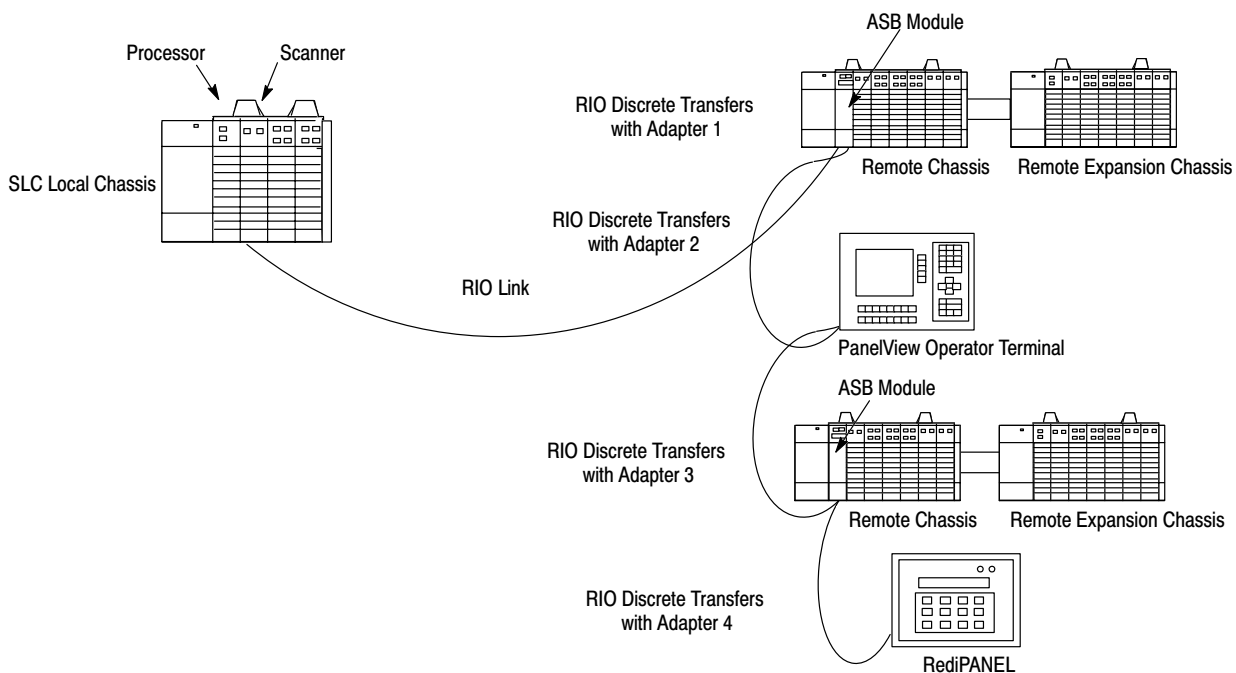 ASB Module
Processor
Scanner
RIO Discrete Transfers
with Adapter 1
SLC Local Chassis
Remote Chassis
Remote Expansion Chassis
RIO Discrete Transfers
with Adapter 2
RIO Link
PanelView Operator Terminal
ASB Module
RIO Discrete Transfers
with Adapter 3
Remote Chassis
Remote Expansion Chassis
RIO Discrete Transfers
with Adapter 4
RediPANEL